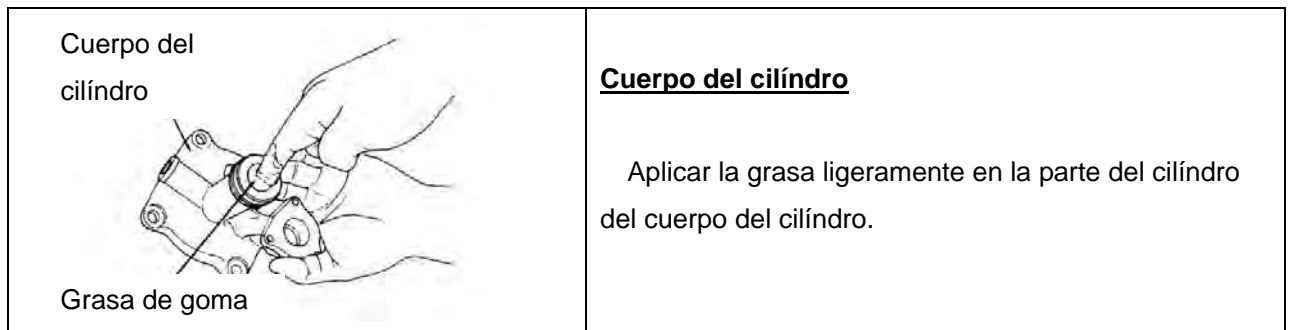 Cuerpo del
cilíndro
Grasa de goma
Cuerpo del cilíndro
Aplicar la grasa ligeramente en la parte del cilíndro
del cuerpo del cilíndro.